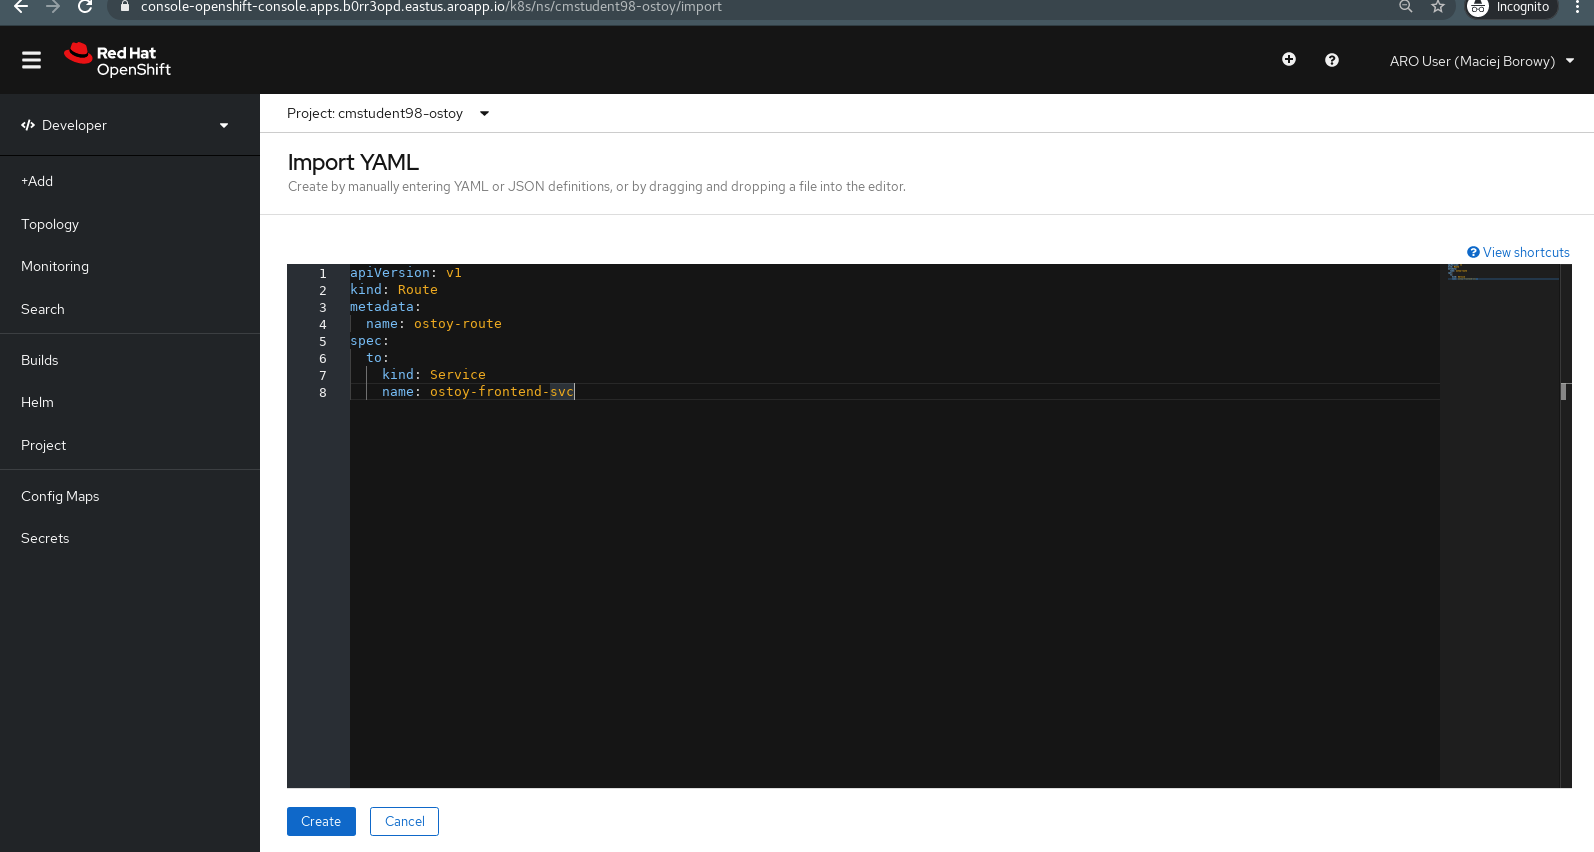 console-openshift-console.apps.b0rr3opd.eastus.aroapp.io/k8s/ns/cmstudent98-ostoy/import
Incognito
Red Hat
OpenShift
ARO User (Maciej Borowy)
Developer
Project: cmstudent98-ostoy
Import YAML
Create by manually entering YAML or JSON definitions, or by dragging and dropping a file into the editor.
+Add
Topology
Monitoring
Search
Builds
Helm
Project
Config Maps
Secrets
View shortcuts
1 apiVersion: v1
2 kind: Route
3 metadata:
4 name: ostoy-route
5 spec:
6 to:
7 kind: Service
8 name: ostoy-frontend-svc
Create Cancel